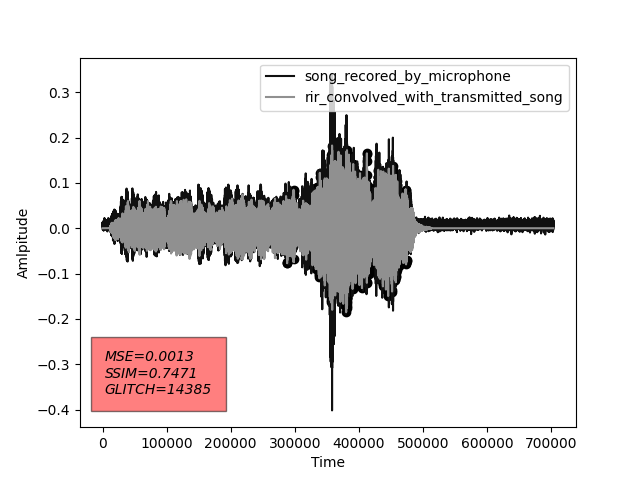 song_recored_by_microphone
rir_convolved_with_transmitted_song
0.3
0.2
0.1
0.0
−0.1
−0.2
−0.3
−0.4
Amlpitude
MSE=0.0013
SSIM=0.7471
GLITCH=14385
0 100000 200000 300000 400000 500000 600000 700000
Time